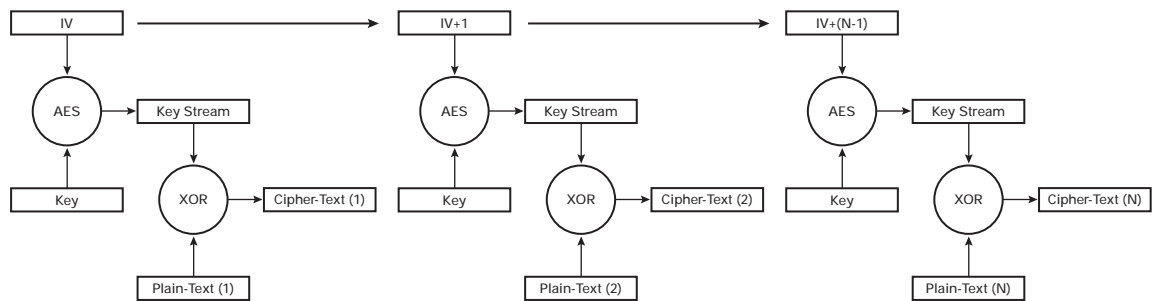 IV
IV+1
IV+(N-1)
AES
Key Stream
AES
Key Stream
AES
Key Stream
Key
XOR
Cipher-Text (1)
Key
XOR
Cipher-Text (2)
Key
XOR
Cipher-Text (N)
Plain-Text (1)
Plain-Text (2)
Plain-Text (N)